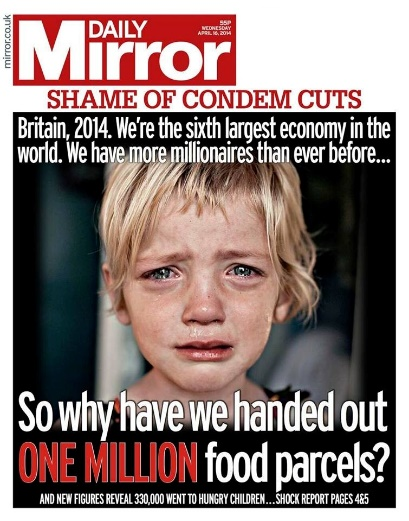 mirror.co.uk
DAILY
Mirror
55P
WEDNESDAY
APRIL 16, 2014
SHAME OF CONDEM CUTS
Britain, 2014. We're the sixth largest economy in the
world. We have more millionaires than ever before...
So why have we handed out
ONE MILLION food parcels?
AND NEW FIGURES REVEAL 330,000 WENT TO HUNGRY CHILDREN...SHOCK REPORT PAGES 4&5